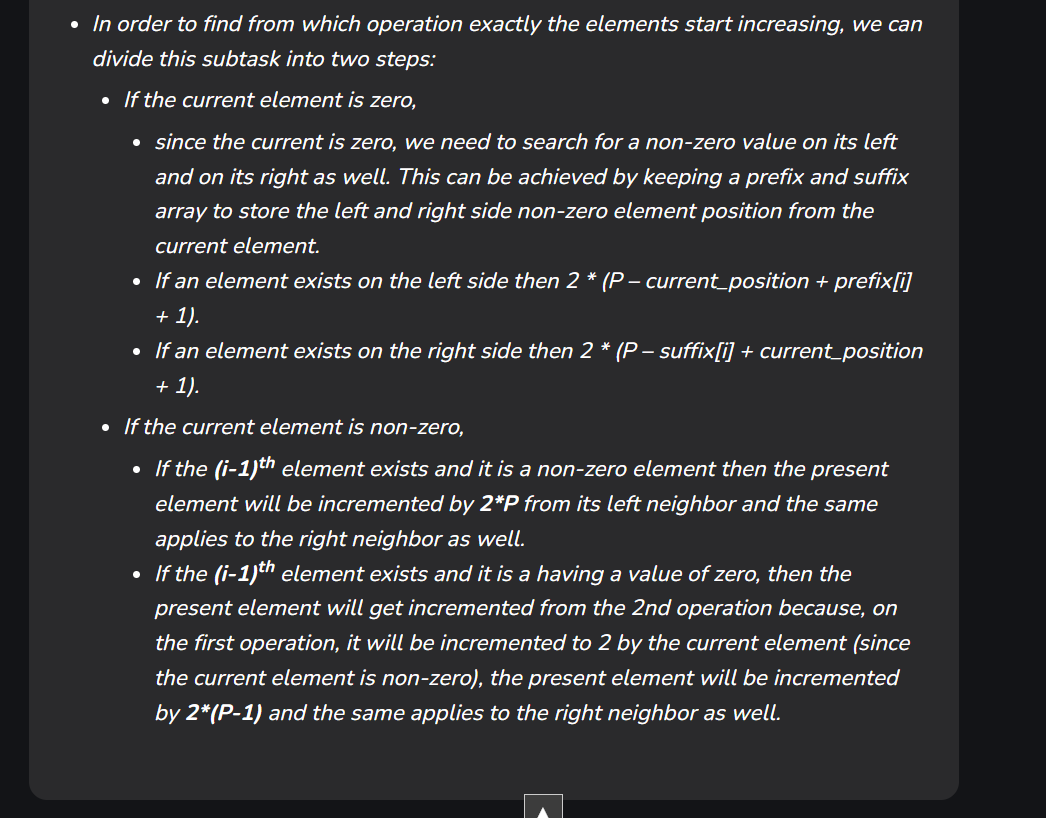 • In order to find from which operation exactly the elements start increasing, we can
divide this subtask into two steps:
• If the current element is zero,
• since the current is zero, we need to search for a non-zero value on its left
and on its right as well. This can be achieved by keeping a prefix and suffix
array to store the left and right side non-zero element position from the
current element.
• If an element exists on the left side then 2 * (P – current_position + prefix[i]
+ 1).
• If an element exists on the right side then 2 * (P – suffix[i] + current_position
+ 1).
• If the current element is non-zero,
• If the (i-1)th element exists and it is a non-zero element then the present
element will be incremented by 2*P from its left neighbor and the same
applies to the right neighbor as well.
• If the (i-1)th element exists and it is a having a value of zero, then the
present element will get incremented from the 2nd operation because, on
the first operation, it will be incremented to 2 by the current element (since
the current element is non-zero), the present element will be incremented
by 2*(P-1) and the same applies to the right neighbor as well.